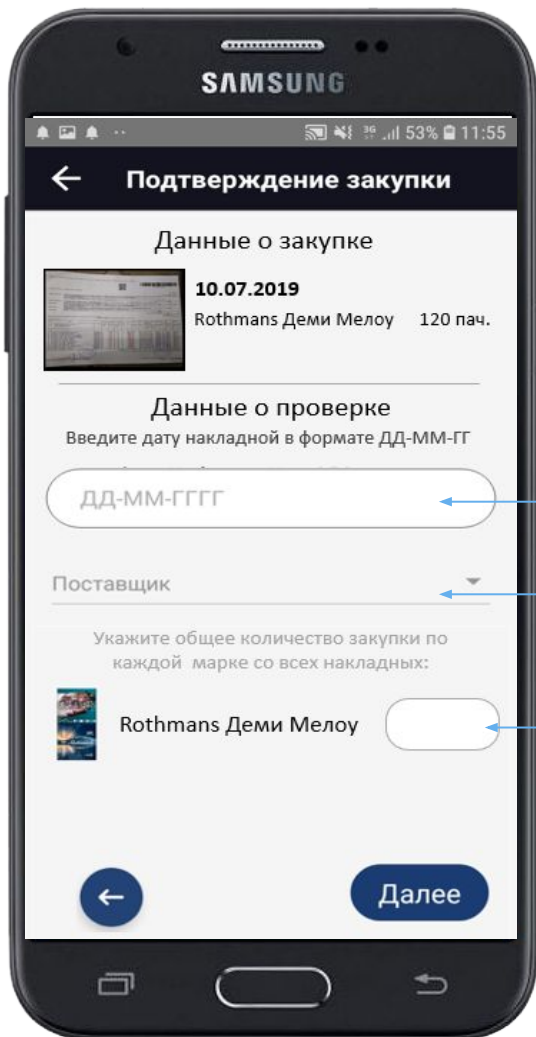 SAMSUNG
3G 53% 11:55
Подтверждение закупки
Данные о закупке
10.07.2019
Rothmans Деми Мелоу 120 пач.
Данные о проверке
Введите дату накладной в формате ДД-ММ-ГГ
ДД-ММ-ГГГГ
Поставщик
Укажите общее количество закупки по
каждой марке со всех накладных:
Rothmans Деми Мелоу
Далее